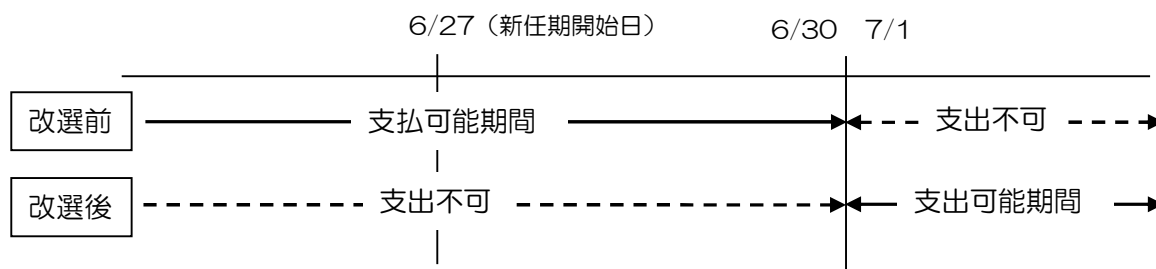 6/27（新任期開始日） 6/30 7/1
改選前 支払可能期間 支出不可
改選後 支出不可 支出可能期間